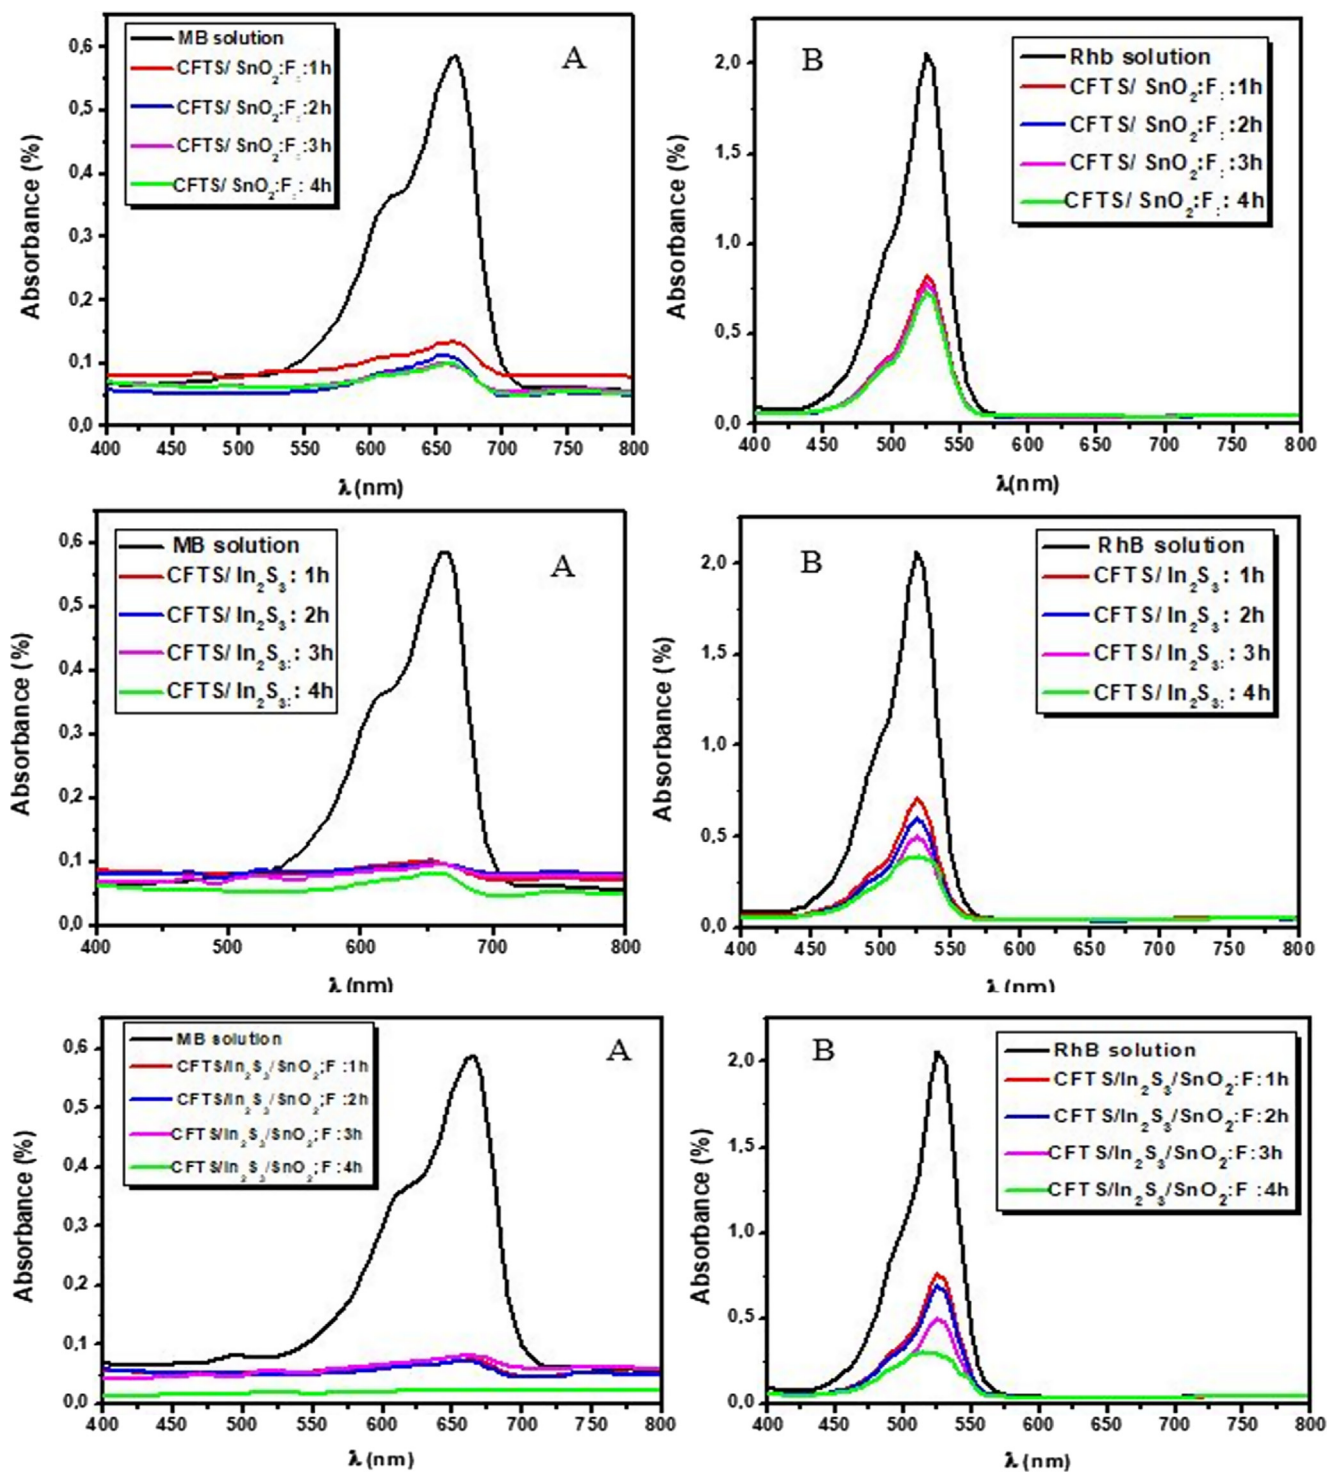 MB solution
CFTS/ SnO2:F:1h
CFTS/ SnO2:F:2h
CFTS/ SnO2:F:3h
CFTS/ SnO2:F: 4h
A
0,6
0,5
0,4
0,3
0,2
0,1
0,0
Absorbance (%)
400 450 500 550 600 650 700 750 800
λ (nm)
Rhb solution
CFTS/ SnO2:F: :1h
CFTS/ SnO2:F: :2h
CFTS/ SnO2:F: :3h
CFTS/ SnO2:F: : 4h
B
2,0
1,5
1,0
0,5
0,0
Absorbance (%)
400 450 500 550 600 650 700 750 800
λ(nm)
MB solution
CFTS/ In2S3: 1h
CFTS/ In2S3: 2h
CFTS/ In2S3: : 3h
CFTS/ In2S3: : 4h
A
0,6
0,5
0,4
0,3
0,2
0,1
0,0
Absorbance (%)
400 500 600 700 800
λ (nm)
RhB solution
CFTS/ In2S3: 1h
CFTS/ In2S3: 2h
CFTS/ In2S3: : 3h
CFTS/ In2S3: : 4h
B
2,0
1,5
1,0
0,5
0,0
Absorbance (%)
400 450 500 550 600 650 700 750 800
λ (nm)
MB solution
CFTS/In2S3/SnO2;F :1h
CFTS/In2S3/SnO2;F :2h
CFTS/In2S3/SnO2;F :3h
CFTS/In2S3/SnO2;F :4h
A
0,6
0,5
0,4
0,3
0,2
0,1
0,0
Absorbance (%)
400 450 500 550 600 650 700 750 800
λ (nm)
RhB solution
CFTS/In2S3/SnO2:F:1h
CFTS/In2S3/SnO2:F:2h
CFTS/In2S3/SnO2:F:3h
CFTS/In2S3/SnO2:F :4h
B
2,0
1,5
1,0
0,5
0,0
Absorbance (%)
400 450 500 550 600 650 700 750 800
λ (nm)